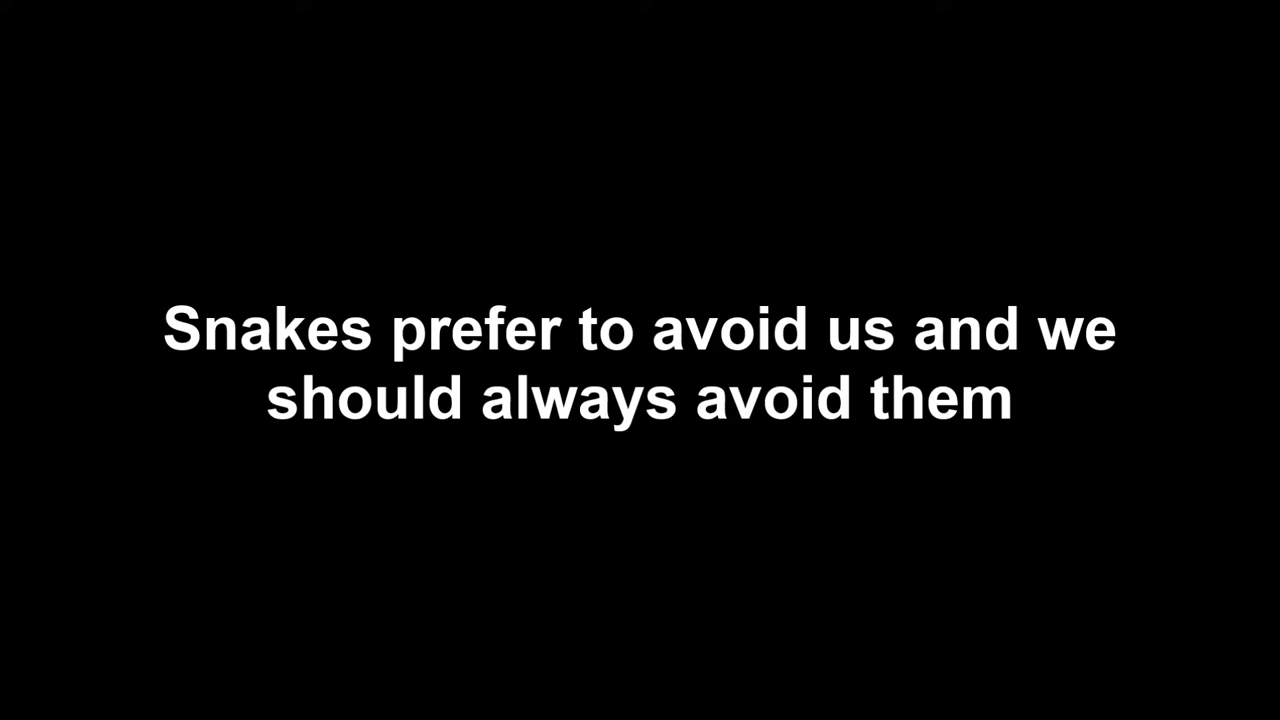 Snakes prefer to avoid us and we
should always avoid them